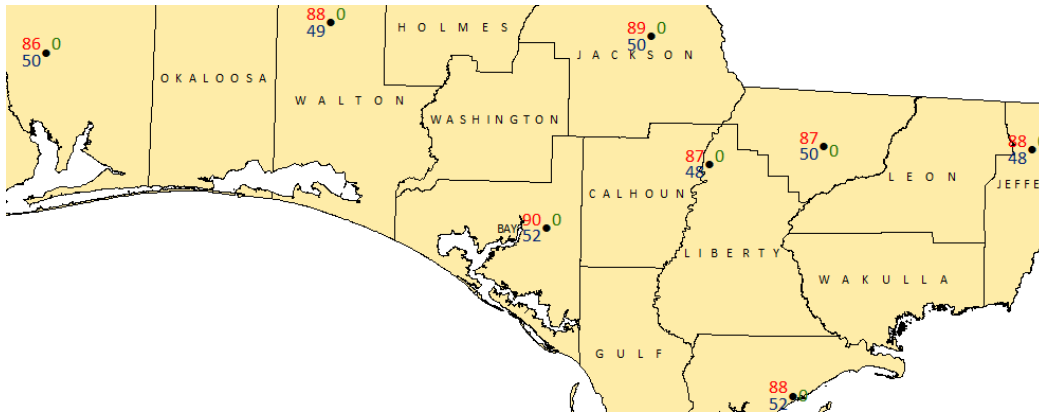 88 0
49
HOLMES
89 0
50
JACKSON
86 0
50
OKALOOSA
WALTON
WASHINGTON
87
50 0
88
48
87 0
48
LEON
JEFFE
CALHOUN
90 0
BAY
52
LIBERTY
WAKULLA
GULF
88
52